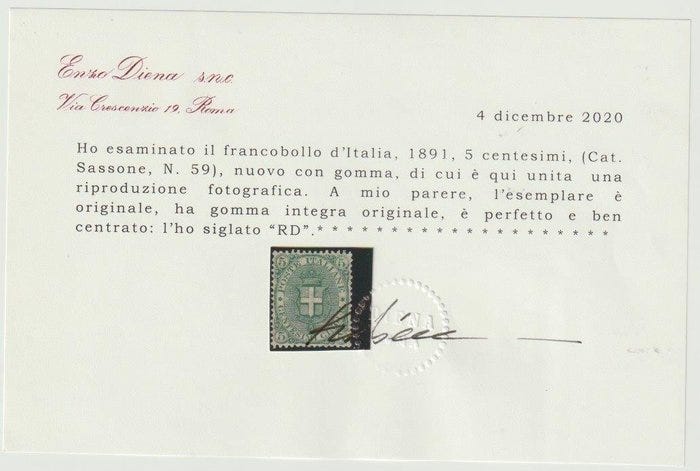 Enzo Diena s.n.c.
Via Crescenzio 19, Roma
4 dicembre 2020
Ho esaminato il francobollo d'Italia, 1891, 5 centesimi, (Cat.
Sassone, N. 59), nuovo con gomma, di cui è qui unita una
riproduzione fotografica. A mio parere, l'esemplare è
originale, ha gomma integra originale, è perfetto e ben
centrato: l'ho siglato "RD".* * * * * * * * * * * * * * * * * * * *
POSTE ITALIANE